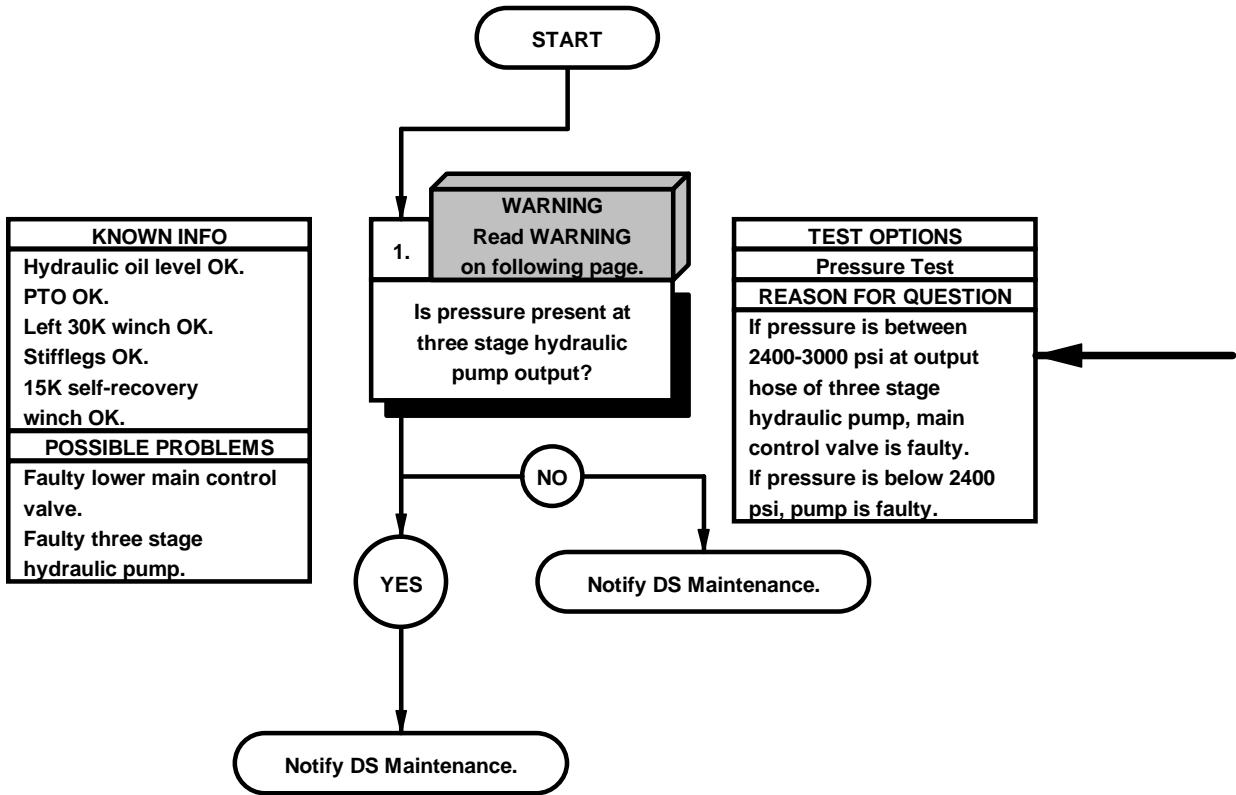 START
KNOWN INFO
Hydraulic oil level OK.
PTO OK.
Left 30K winch OK.
Stifflegs OK.
15K self-recovery
winch OK.
POSSIBLE PROBLEMS
Faulty lower main control
valve.
Faulty three stage
hydraulic pump.
1.
WARNING
Read WARNING
on following page.
Is pressure present at
three stage hydraulic
pump output?
TEST OPTIONS
Pressure Test
REASON FOR QUESTION
If pressure is between
2400-3000 psi at output
hose of three stage
hydraulic pump, main
control valve is faulty.
If pressure is below 2400
psi, pump is faulty.
NO
YES
Notify DS Maintenance.
Notify DS Maintenance.